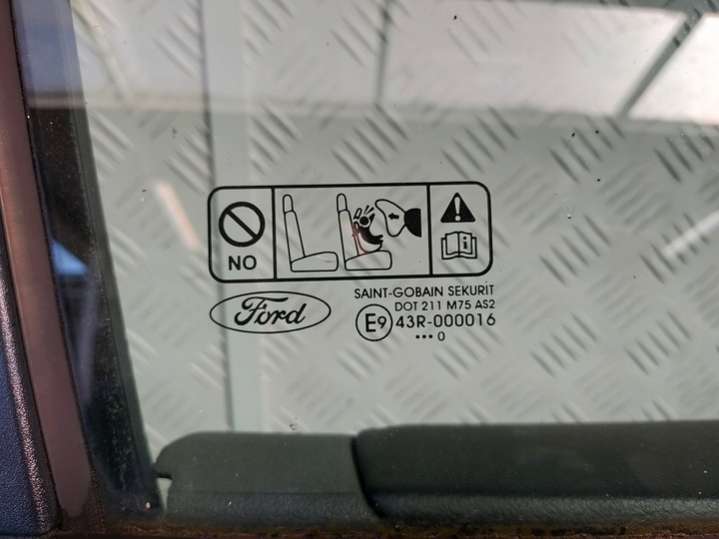 NO
Ford
SAINT-GOBAIN SEKURIT
DOT 211 M75 AS2
E9 43R-000016
••• 0